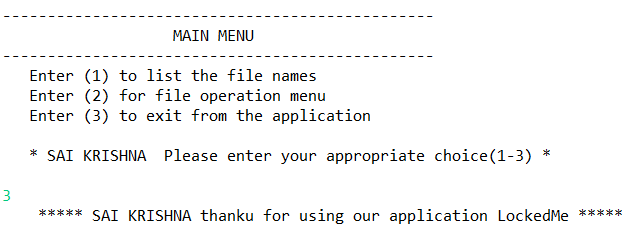 ------------------------------------------------
MAIN MENU
------------------------------------------------
Enter (1) to list the file names
Enter (2) for file operation menu
Enter (3) to exit from the application
* SAI KRISHNA  Please enter your appropriate choice(1-3) *
3
***** SAI KRISHNA thanku for using our application LockedMe *****